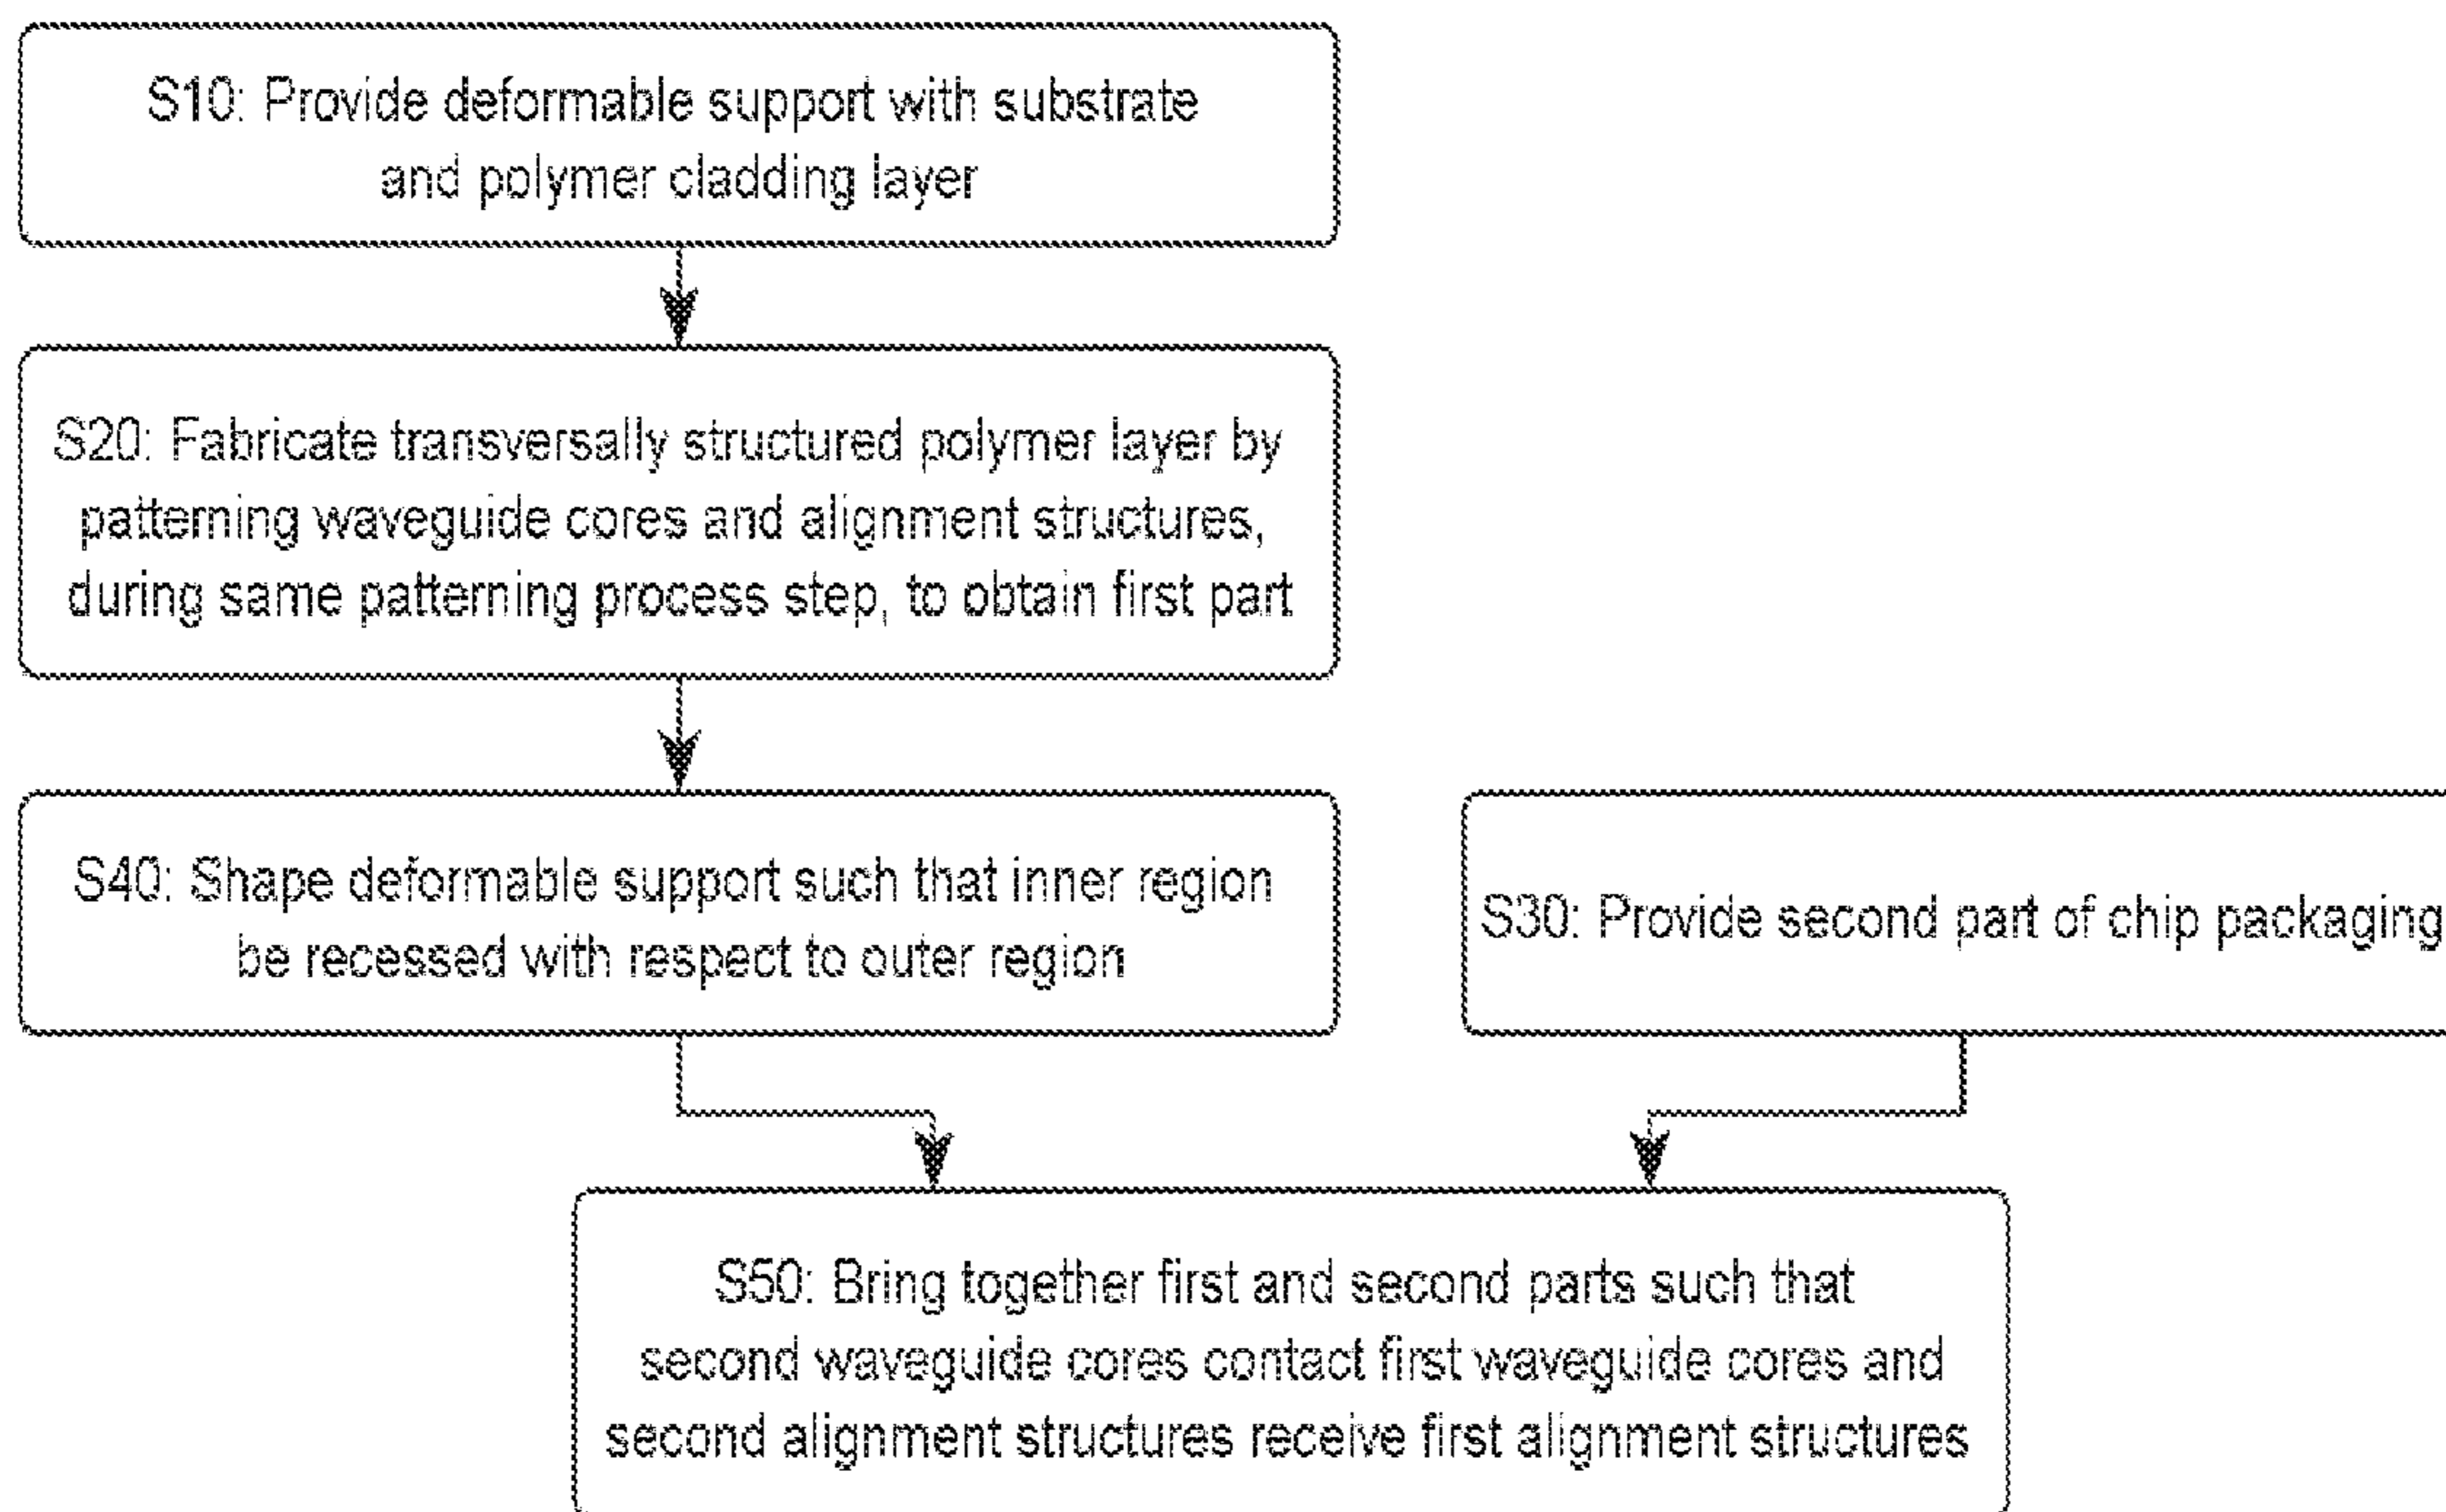 S10: Provide deformable support with substrate
and polymer cladding layer
S20: Fabricate transversally structured polymer layer by
patterning waveguide cores and alignment structures,
during same patterning process step, to obtain first part
S40: Shape deformable support such that inner region
be recessed with respect to outer region
S30: Provide second part of chip packaging
S50: Bring together first and second parts such that
second waveguide cores contact first waveguide cores and
second alignment structures receive first alignment structures